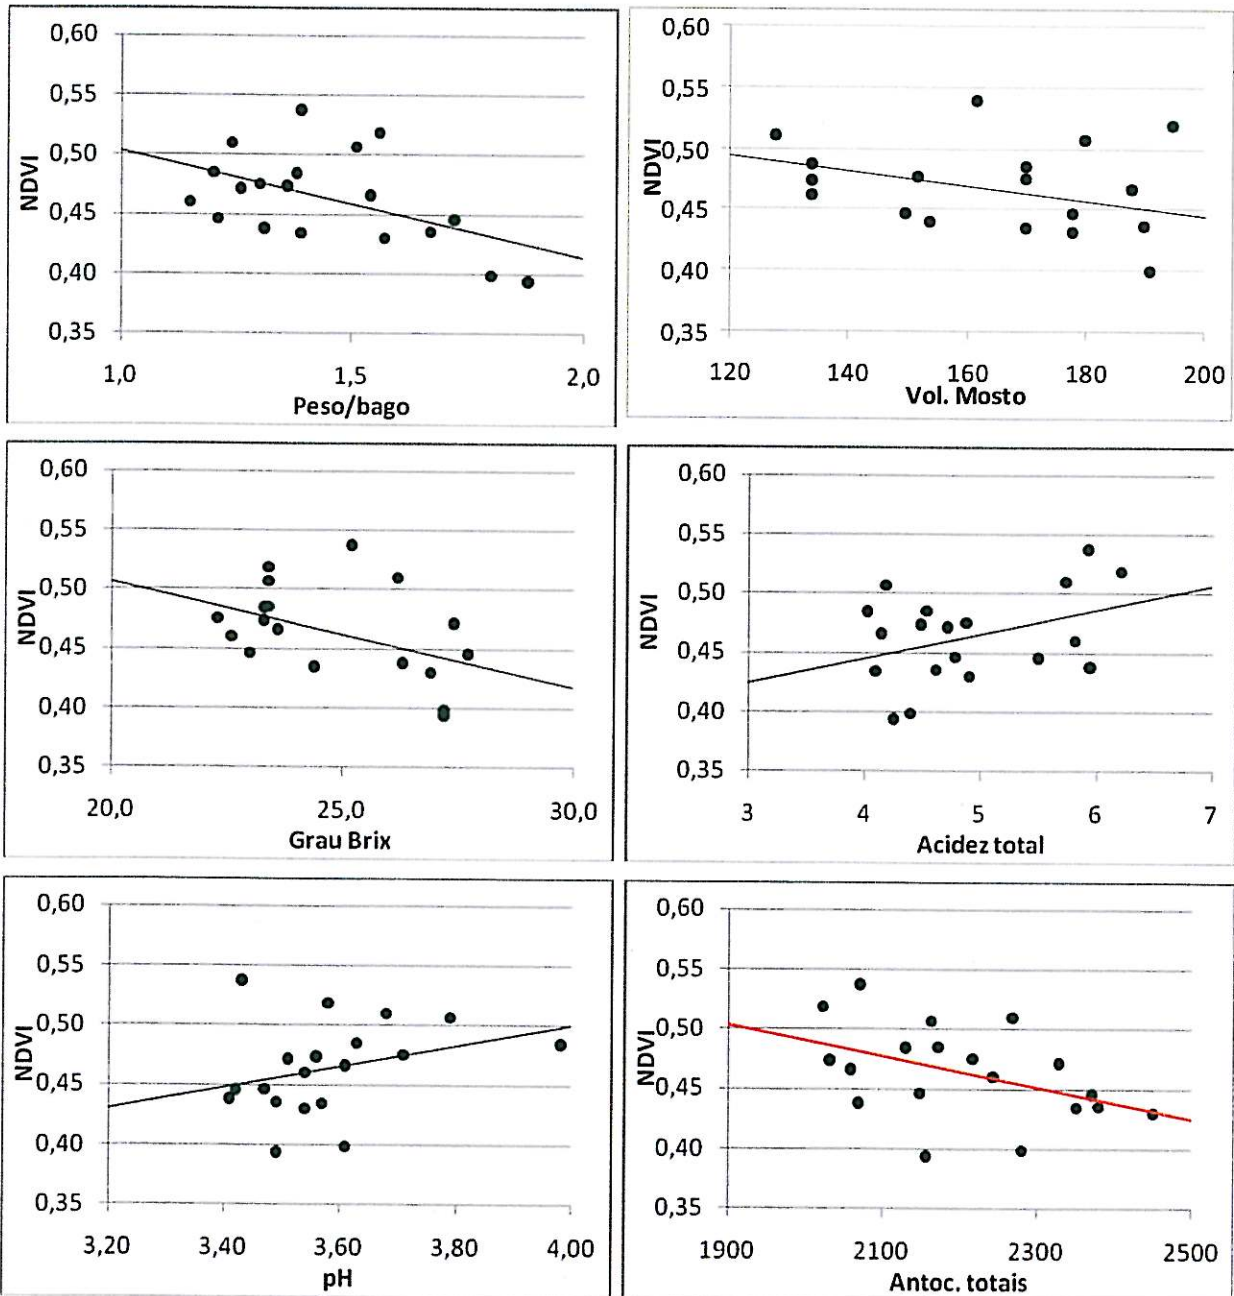 0,60
0,55
0,50
0,45
0,40
0,35
NDVI
1,0 1,5 2,0
Peso/bago
0,60
0,55
0,50
0,45
0,40
0,35
NDVI
120 140 160 180 200
Vol. Mosto
0,60
0,55
0,50
0,45
0,40
0,35
NDVI
20,0 25,0 30,0
Grau Brix
0,60
0,55
0,50
0,45
0,40
0,35
NDVI
3 4 5 6 7
Acidez total
0,60
0,55
0,50
0,45
0,40
0,35
NDVI
3,20 3,40 3,60 3,80 4,00
pH
0,60
0,55
0,50
0,45
0,40
0,35
NDVI
1900 2100 2300 2500
Antoc. totais